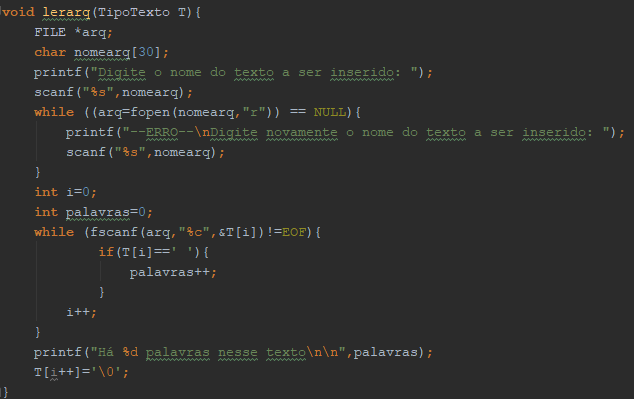 void lerarq(TipoTexto T){
FILE *arq;
char nomearq[30];
printf("Digite o nome do texto a ser inserido: ");
scanf("%s",nomearq);
while ((arq=fopen(nomearq,"r")) == NULL){
printf("--ERRO--\nDigite novamente o nome do texto a ser inserido: ");
scanf("%s",nomearq);
}
int i=0;
int palavras=0;
while (fscanf(arq,"%c",&T[i])!=EOF){
if(T[i]==' '){
palavras++;
}
i++;
}
printf("Há %d palavras nesse texto\n\n",palavras);
T[i++]='\0';
}